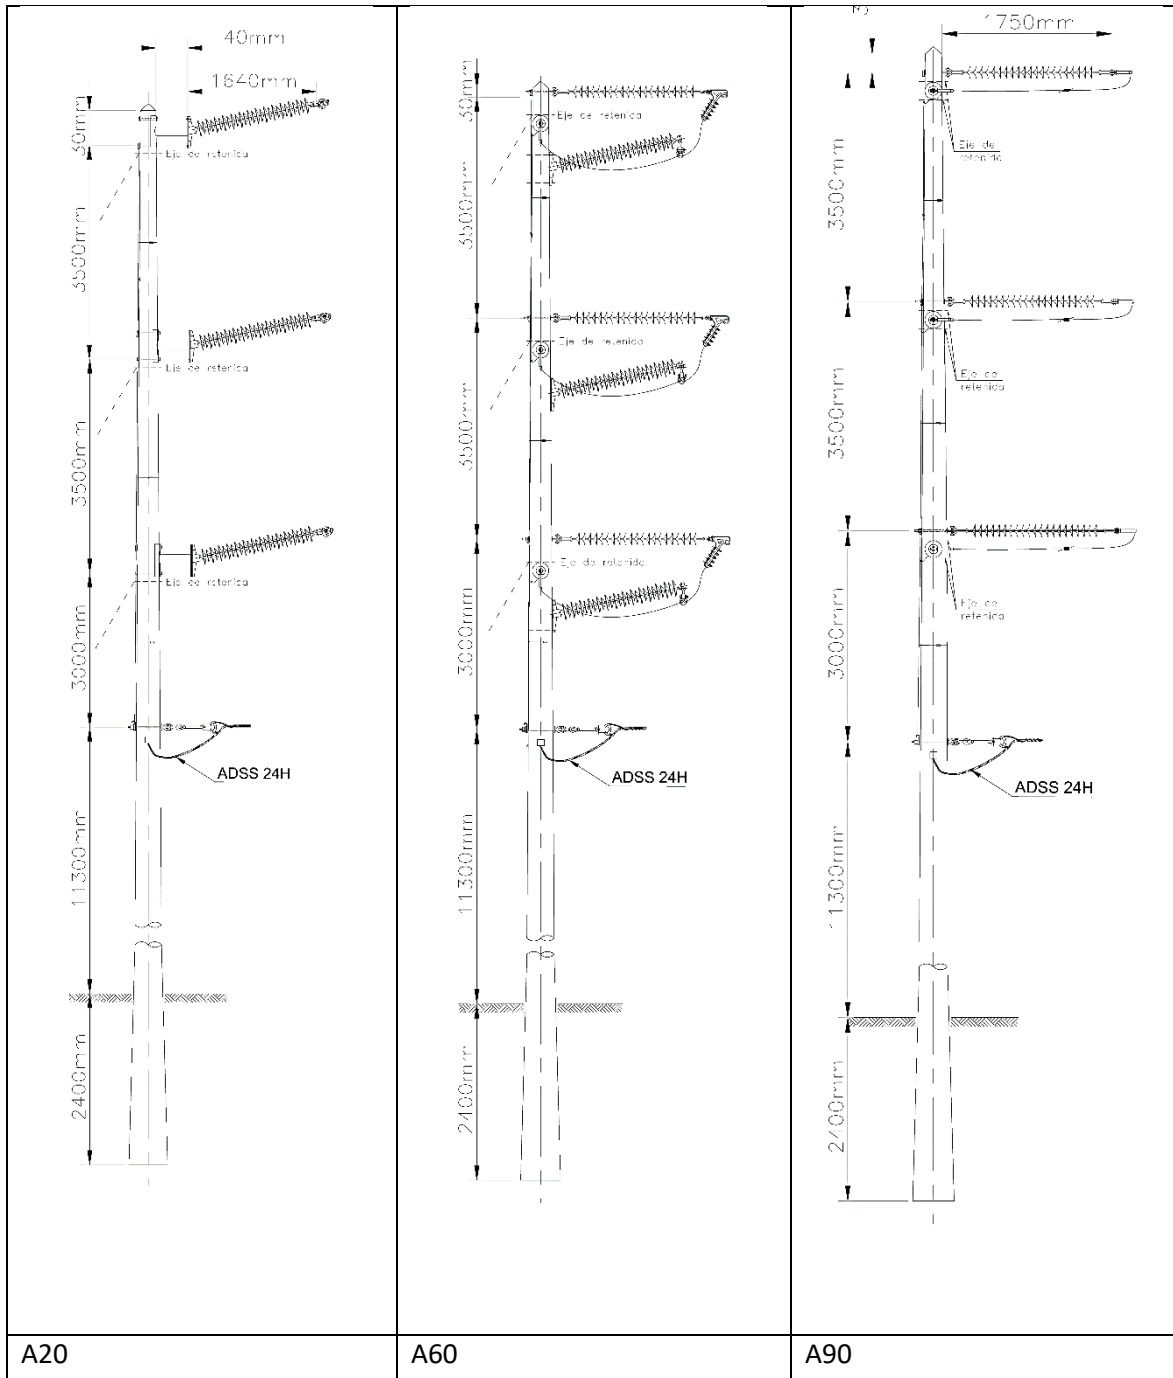 40mm
1640mm
30mm
Eje de retenida
3500mm
Eje de retenida
3500mm
Eje de retenida
3000mm
ADSS 24H
11300mm
2400mm
A20
30mm
Eje de retenida
3500mm
Eje de retenida
3500mm
Eje de retenida
3000mm
ADSS 24H
11300mm
2400mm
A60
1750mm
Eje de
retenida
3500mm
Eje de
retenida
3500mm
Eje de
retenida
3000mm
ADSS 24H
11300mm
2400mm
A90